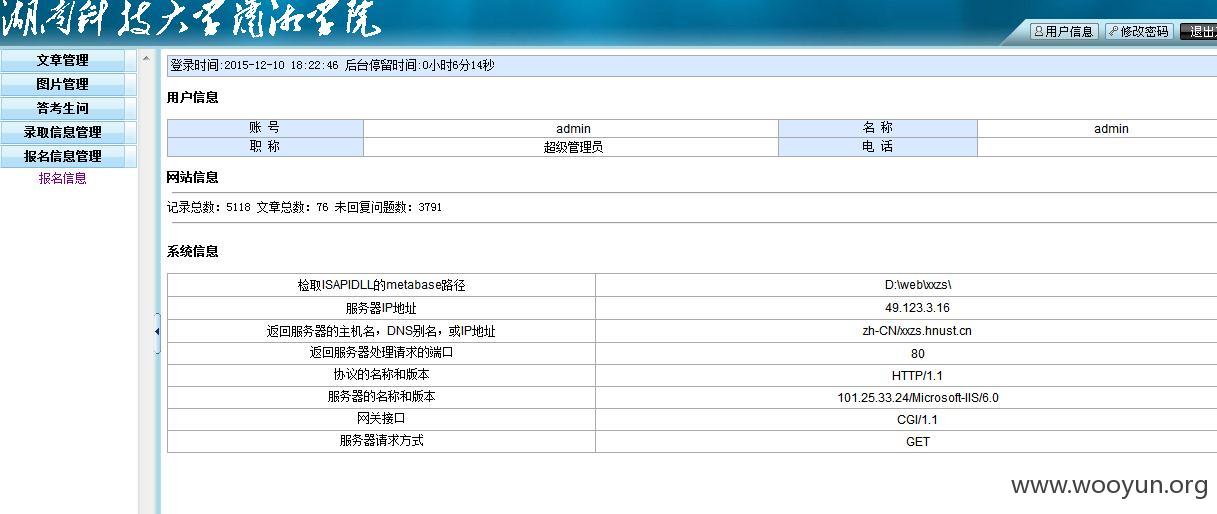 湖南科技大学潇湘学院
用户信息 修改密码 退出
文章管理
图片管理
答考生问
录取信息管理
报名信息管理
报名信息
登录时间:2015-12-10 18:22:46 后台停留时间:0小时6分14秒
用户信息
账 号 admin 名 称 admin
职 称 超级管理员 电 话
网站信息
记录总数：5118 文章总数：76 未回复问题数：3791
系统信息
检取ISAPIDLL的metabase路径 D:\web\xxzs\
服务器IP地址 49.123.3.16
返回服务器的主机名，DNS别名，或IP地址 zh-CN/xxzs.hnust.cn
返回服务器处理请求的端口 80
协议的名称和版本 HTTP/1.1
服务器的名称和版本 101.25.33.24/Microsoft-IIS/6.0
网关接口 CGI/1.1
服务器请求方式 GET
www.wooyun.org